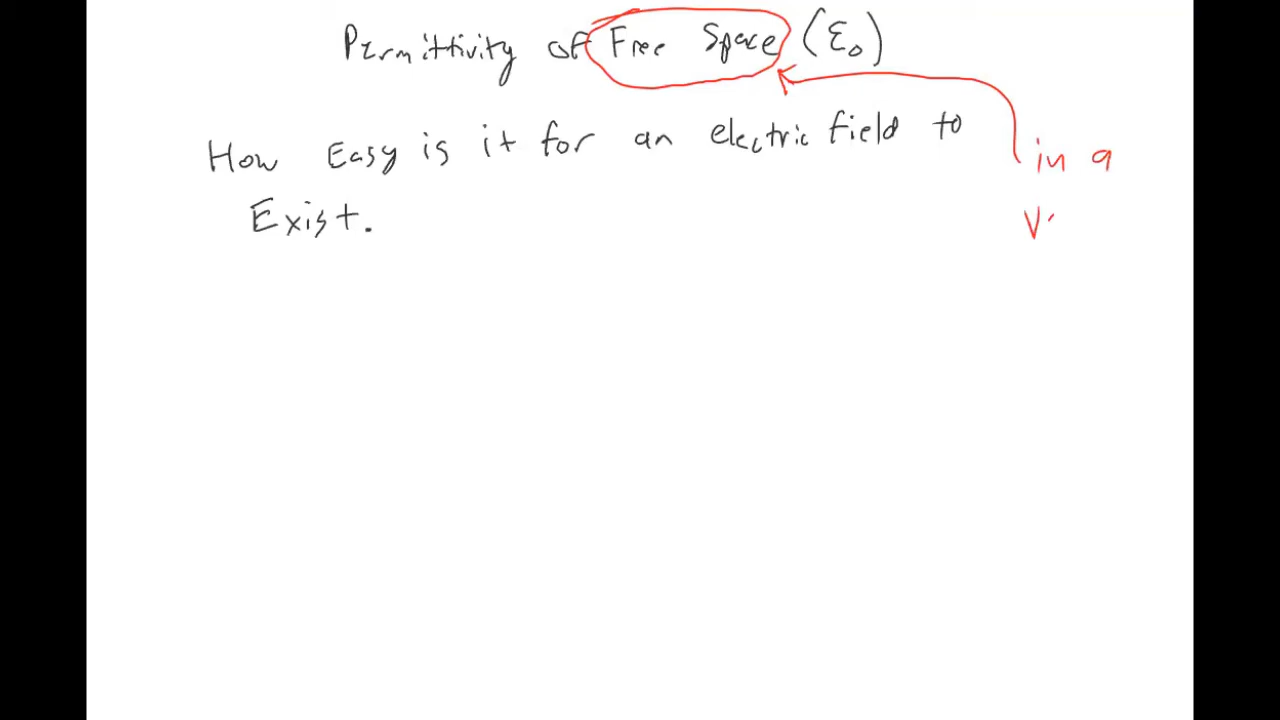 Permittivity of Free Space (ε₀)
How Easy is it for an electric field to
Exist.
in a